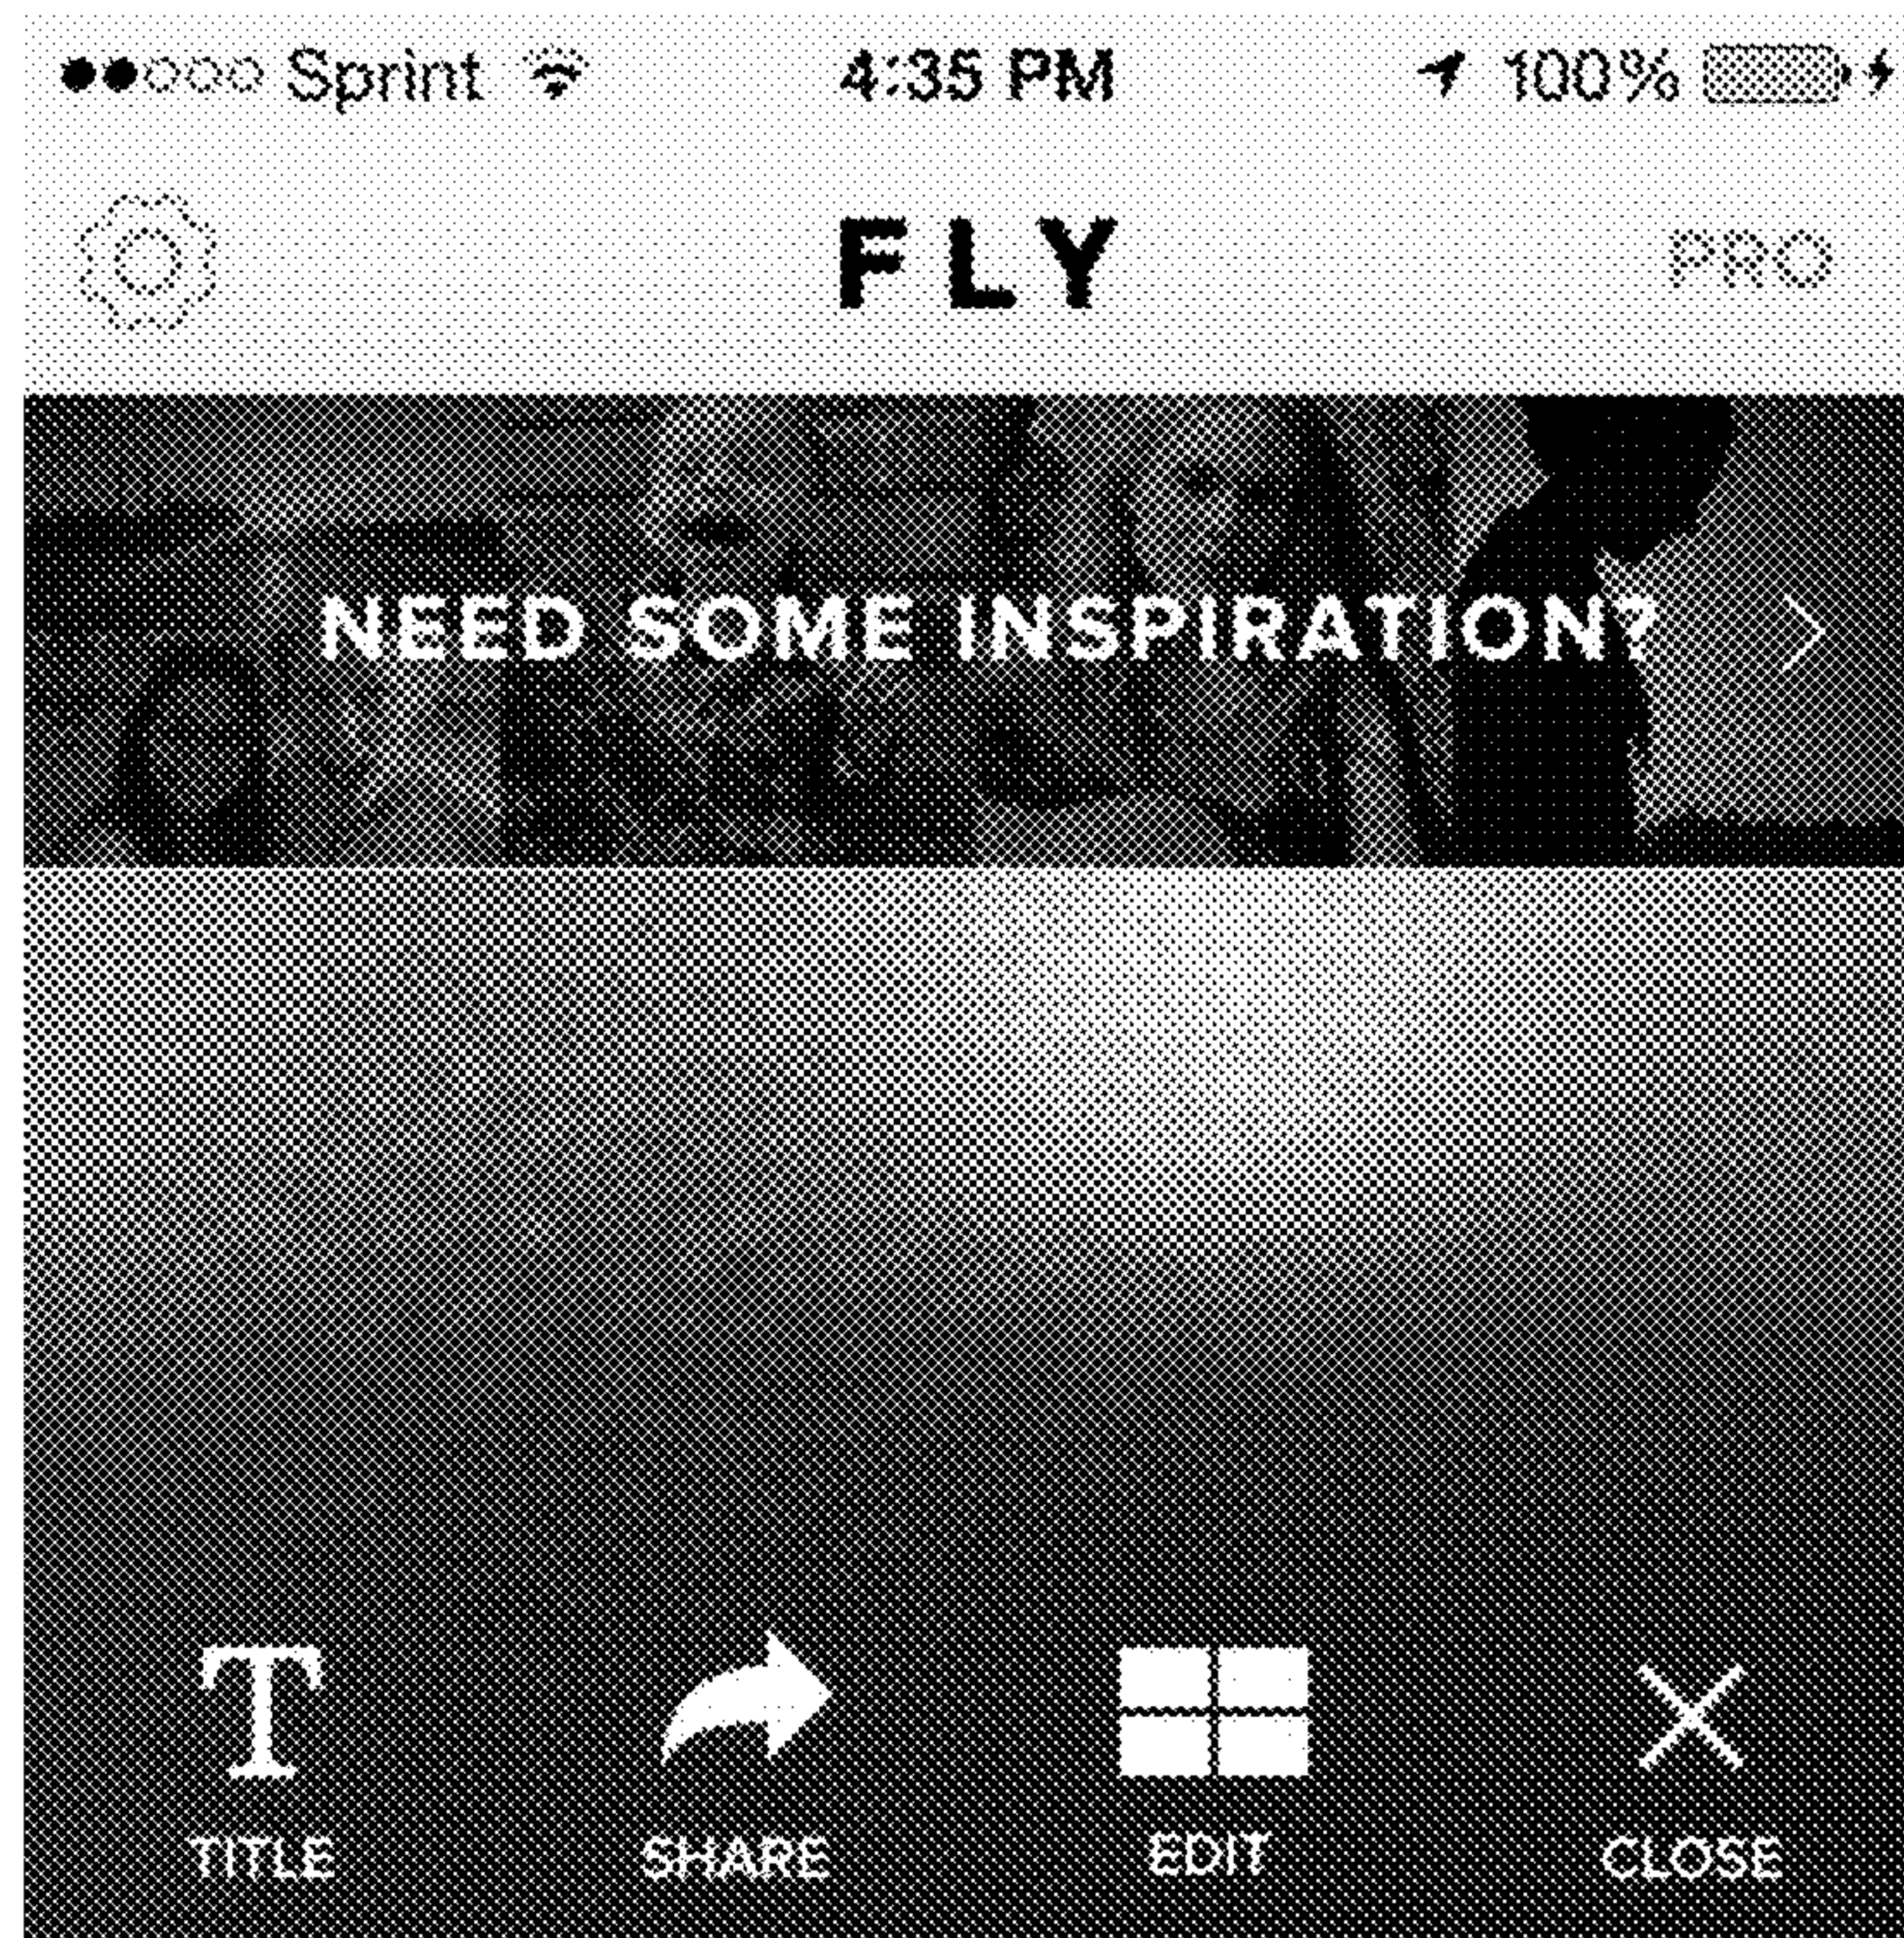 Sprint 4:35 PM 100%
FLY PRO
NEED SOME INSPIRATION?
TITLE SHARE EDIT CLOSE